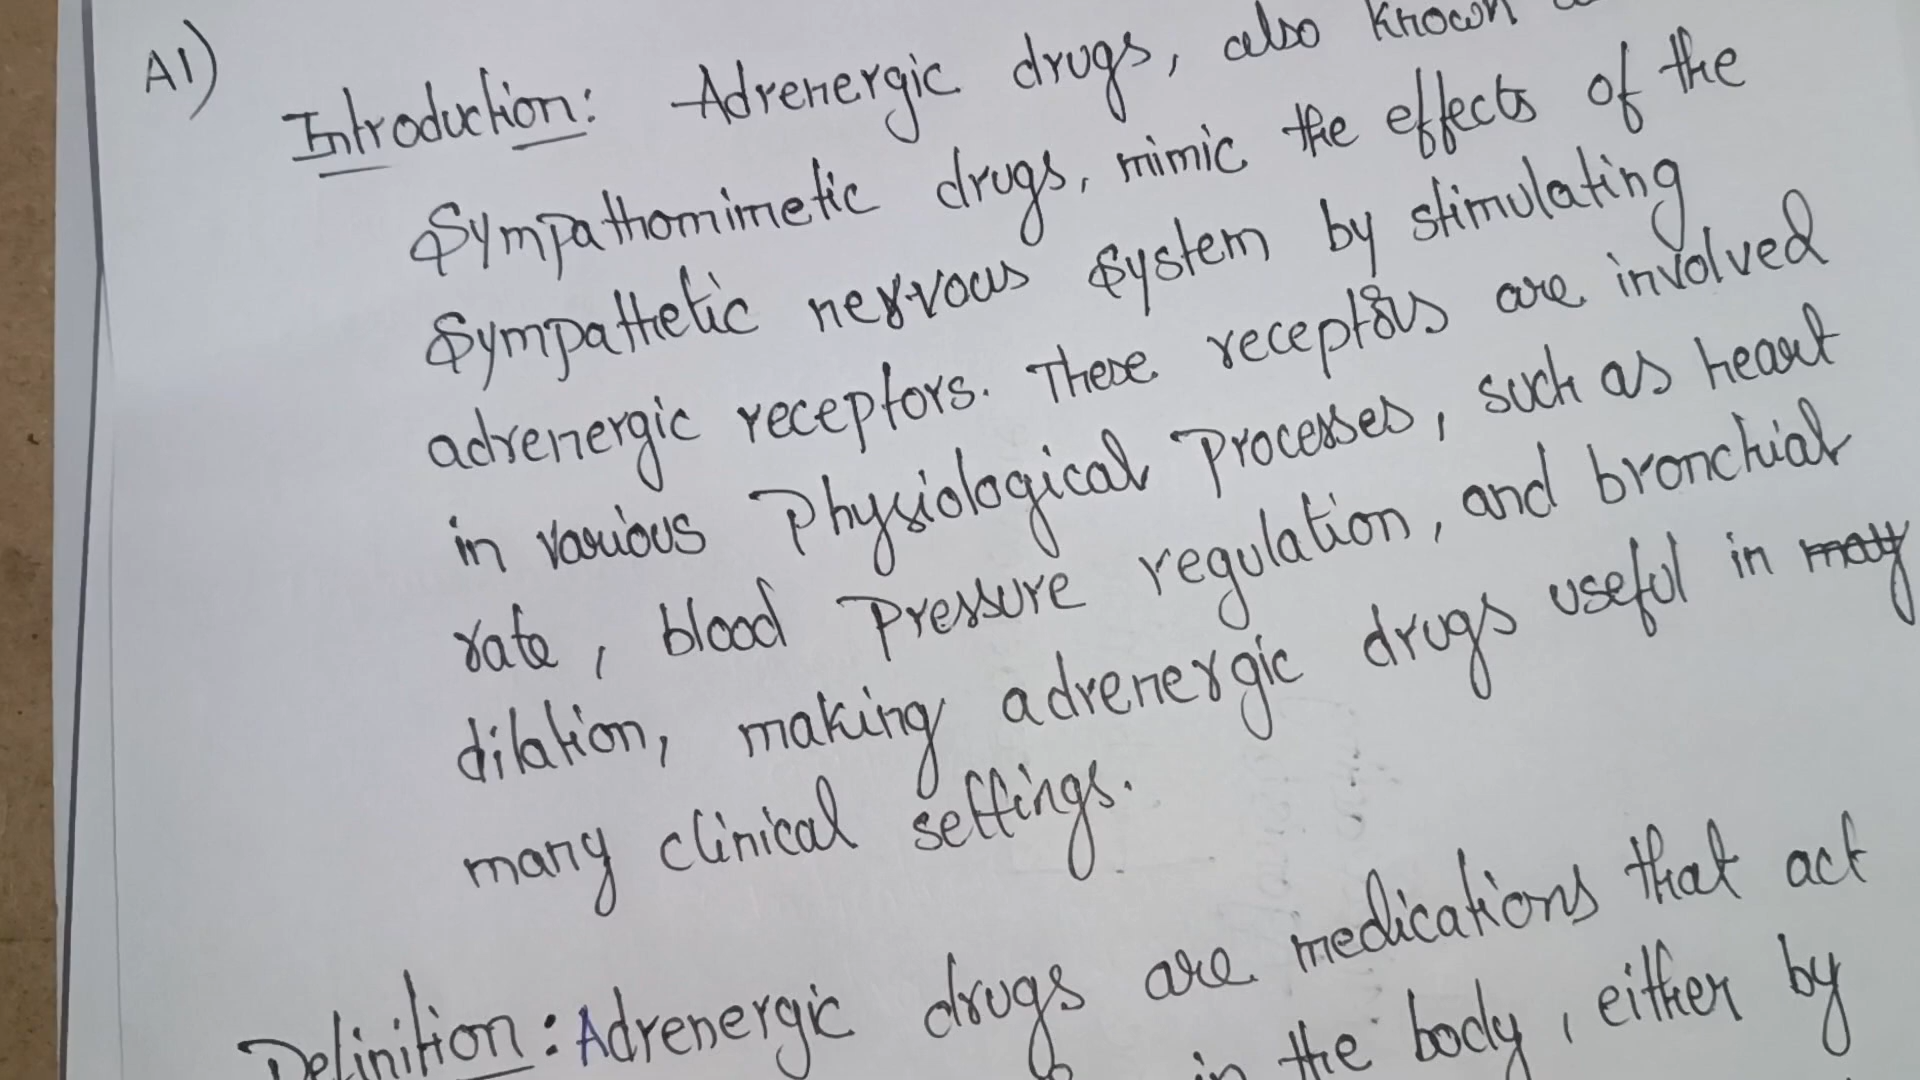 A1)
Introduction: Adrenergic drugs, also known
Sympathomimetic drugs, mimic the effects of the
Sympathetic nervous system by stimulating
adrenergic receptors. These receptors are involved
in various Physiological Processes, such as heart
rate, blood Pressure regulation, and bronchial
dilation, making adrenergic drugs useful in may
many clinical settings.
Definition: Adrenergic drugs are medications that act
in the body, either by